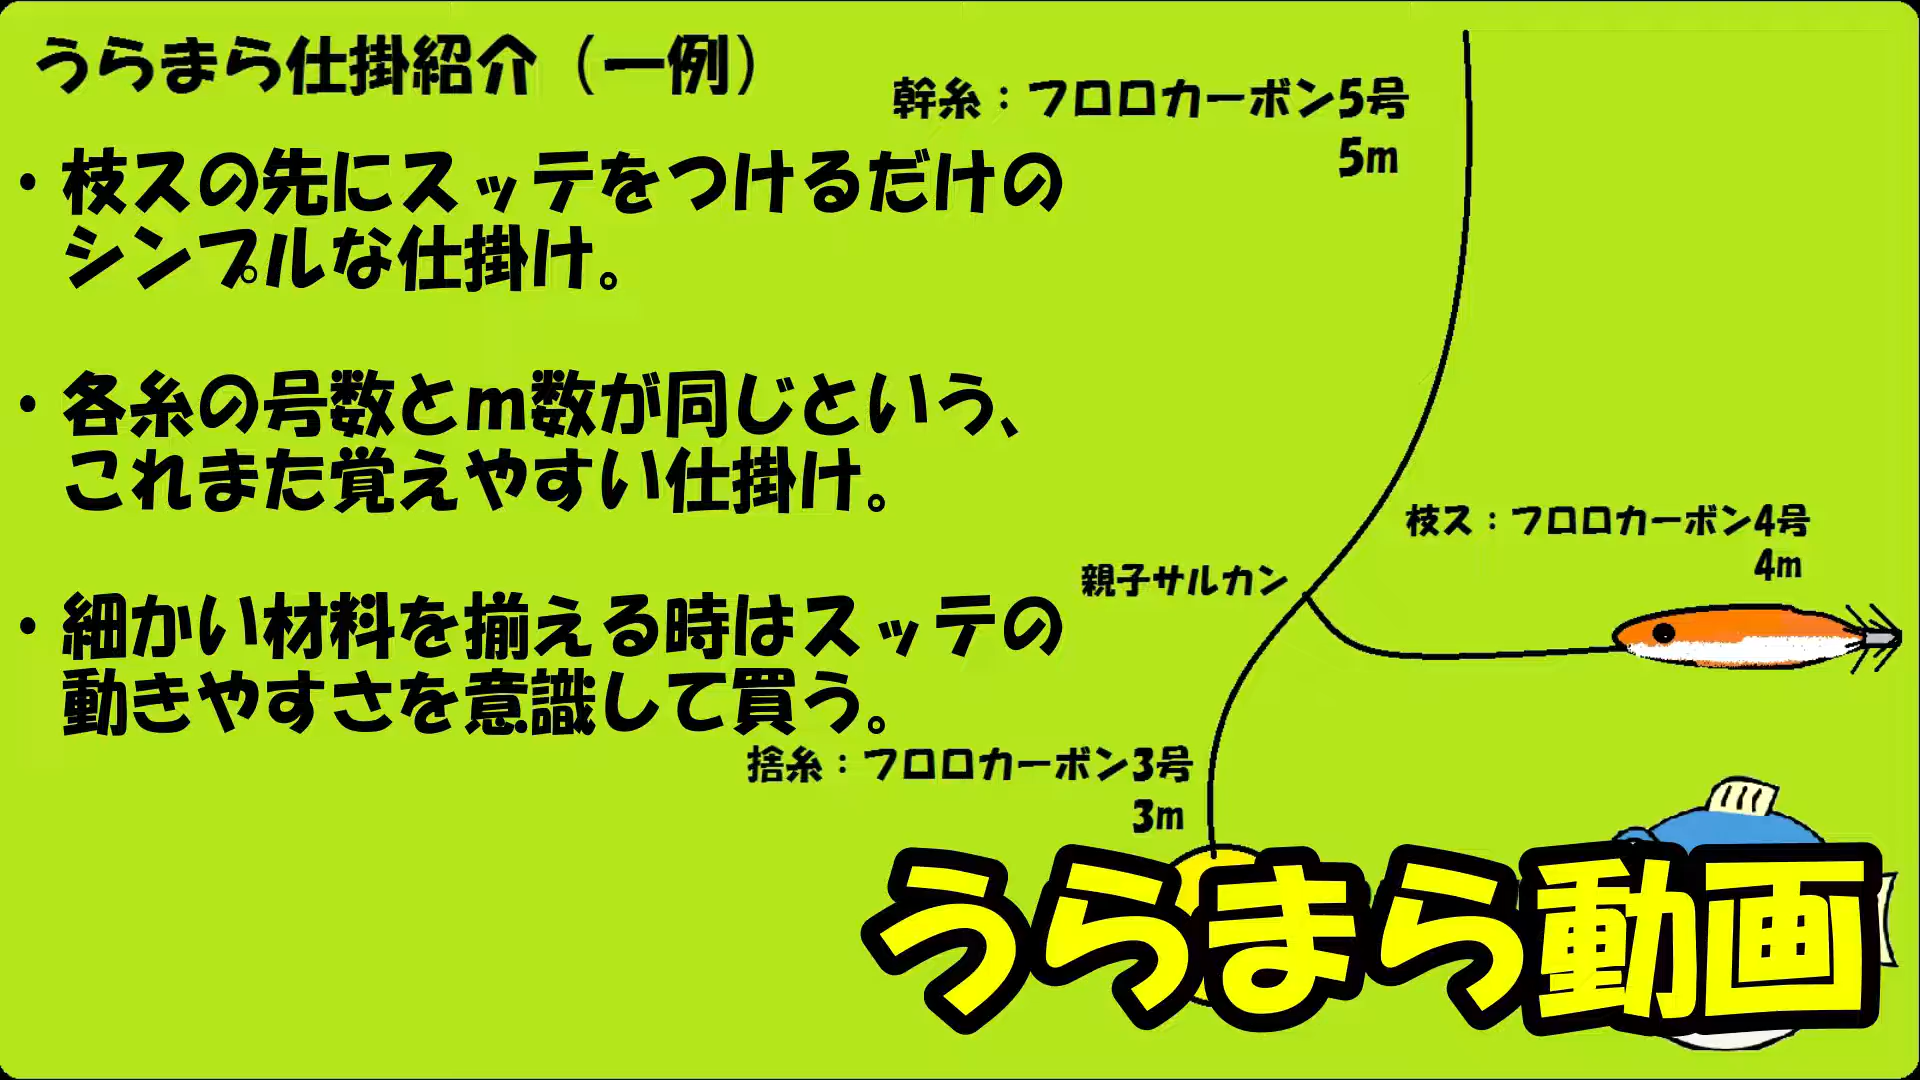 うらまら仕掛紹介（一例）
・枝スの先にスッテをつけるだけの
シンプルな仕掛け。
・各糸の号数とm数が同じという、
これまた覚えやすい仕掛け。
・細かい材料を揃える時はスッテの
動きやすさを意識して買う。
幹糸：フロロカーボン5号
5m
枝ス：フロロカーボン4号
4m
親子サルカン
捨糸：フロロカーボン3号
3m
うらまら動画